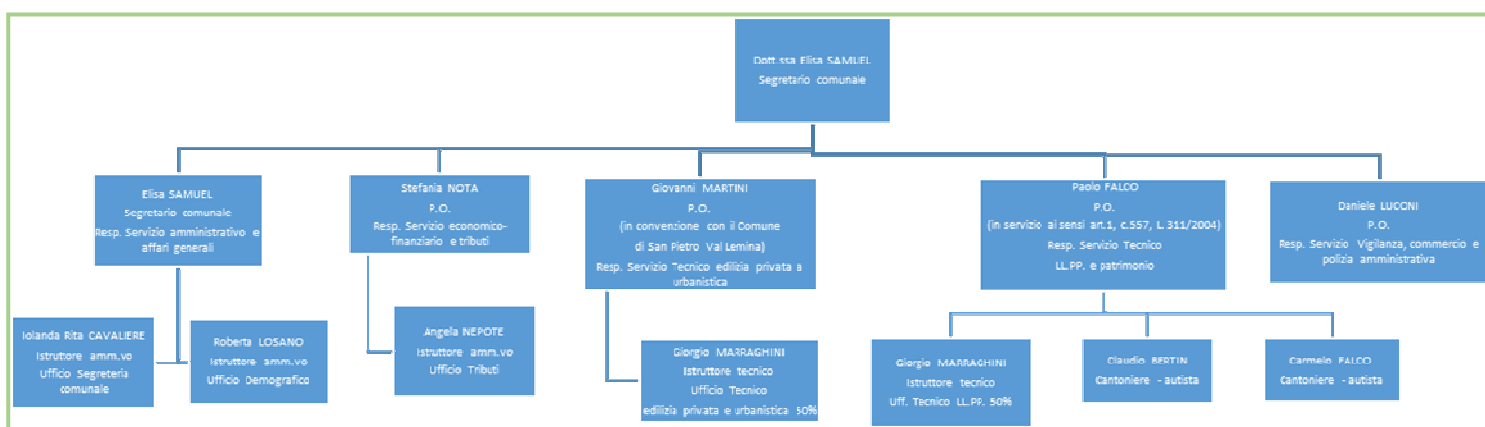 Dott.ssa Elisa SAMUEL
Segretario comunale
Elisa SAMUEL
Segretario comunale
Resp. Servizio amministrativo e
affari generali
Stefania NOTA
P.O.
Resp. Servizio economico-
finanziario e tributi
Giovanni MARTINI
P.O.
(in convenzione con il Comune
di San Pietro Val Lemina)
Resp. Servizio Tecnico edilizia privata e
urbanistica
Paolo FALCO
P.O.
(in servizio ai sensi art.1, c.557, L. 311/2004)
Resp. Servizio Tecnico
LL.PP. e patrimonio
Daniele LUCONI
P.O.
Resp. Servizio Vigilanza, commercio e
polizia amministrativa
Iolanda Rita CAVALIERE
Istruttore amm.vo
Ufficio Segreteria
comunale
Roberta LOSANO
Istruttore amm.vo
Ufficio Demografico
Angela NEPOTE
Istruttore amm.vo
Ufficio Tributi
Giorgio MARRAGHINI
Istruttore tecnico
Ufficio Tecnico
edilizia privata e urbanistica 50%
Giorgio MARRAGHINI
Istruttore tecnico
Uff. Tecnico LL.PP. 50%
Claudio BERTIN
Cantoniere - autista
Carmelo FALCO
Cantoniere - autista